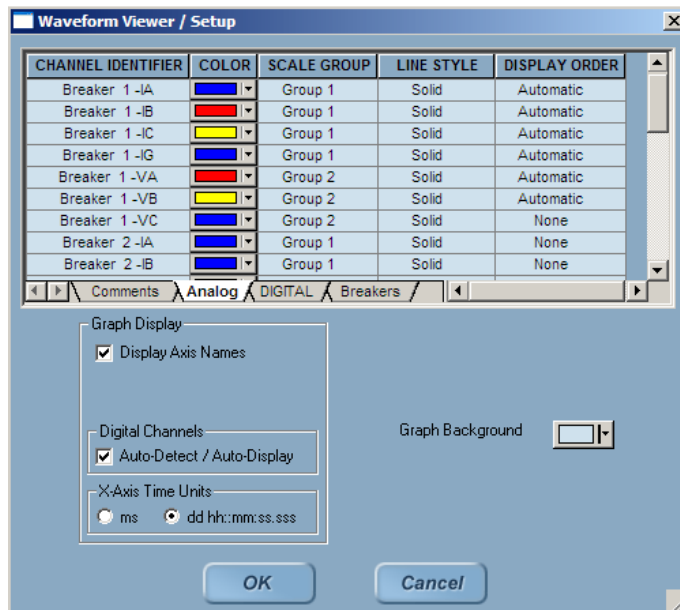 Waveform Viewer / Setup
CHANNEL IDENTIFIER COLOR SCALE GROUP LINE STYLE DISPLAY ORDER
Breaker 1 -IA Group 1 Solid Automatic
Breaker 1 -IB Group 1 Solid Automatic
Breaker 1 -IC Group 1 Solid Automatic
Breaker 1 -IG Group 1 Solid Automatic
Breaker 1 -VA Group 2 Solid Automatic
Breaker 1 -VB Group 2 Solid Automatic
Breaker 1 -VC Group 2 Solid None
Breaker 2 -IA Group 1 Solid None
Breaker 2 -IB Group 1 Solid None
Comments Analog DIGITAL Breakers
Graph Display
Display Axis Names
Digital Channels
Auto-Detect / Auto-Display
Graph Background
X-Axis Time Units
ms dd hh::mm:ss.sss
OK Cancel